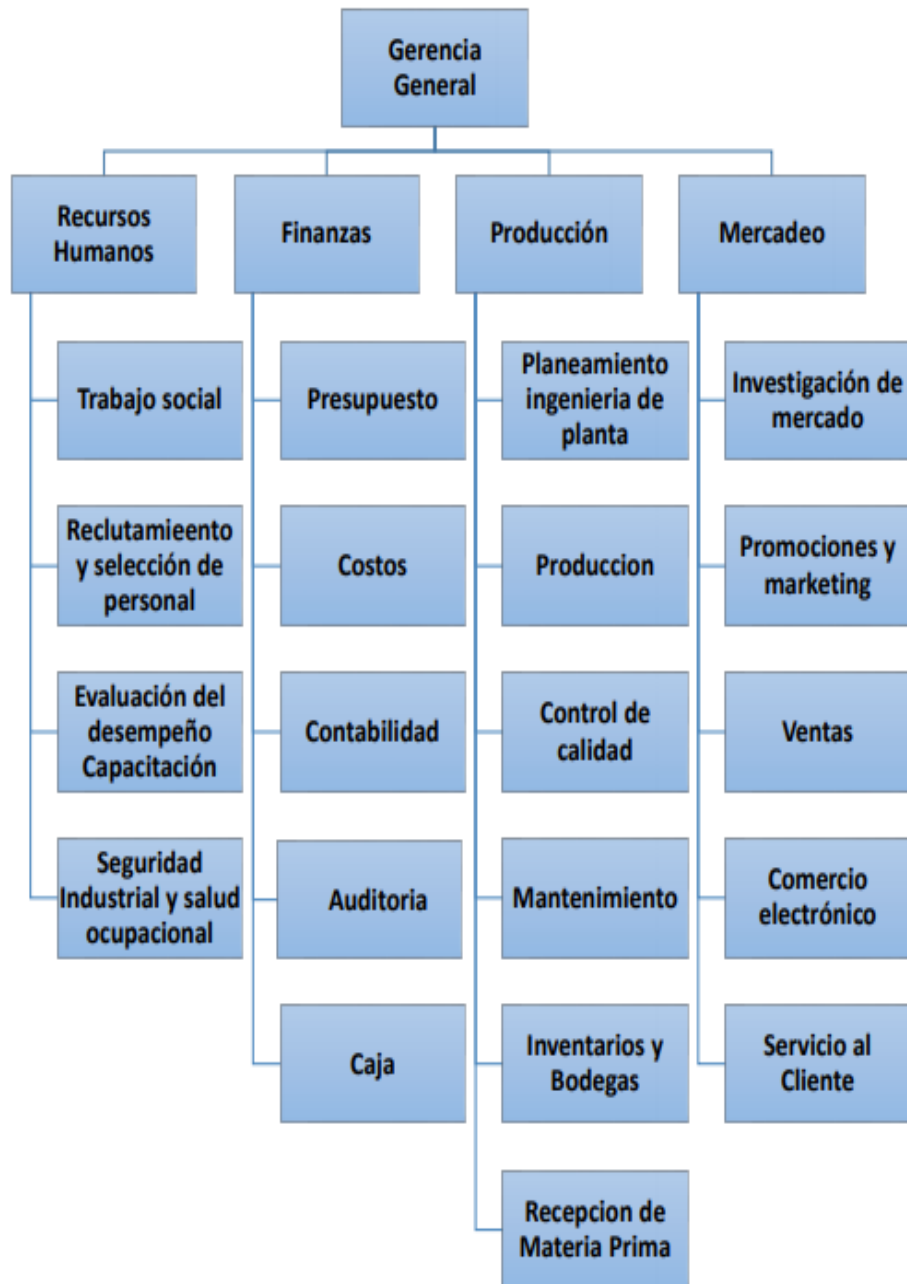 Gerencia
General
Recursos
Humanos
Finanzas
Producción
Mercadeo
Trabajo social
Reclutamieento
y selección de
personal
Evaluación del
desempeño
Capacitación
Seguridad
Industrial y salud
ocupacional
Presupuesto
Costos
Contabilidad
Auditoria
Caja
Planeamiento
ingenieria de
planta
Produccion
Control de
calidad
Mantenimiento
Inventarios y
Bodegas
Recepcion de
Materia Prima
Investigación de
mercado
Promociones y
marketing
Ventas
Comercio
electrónico
Servicio al
Cliente